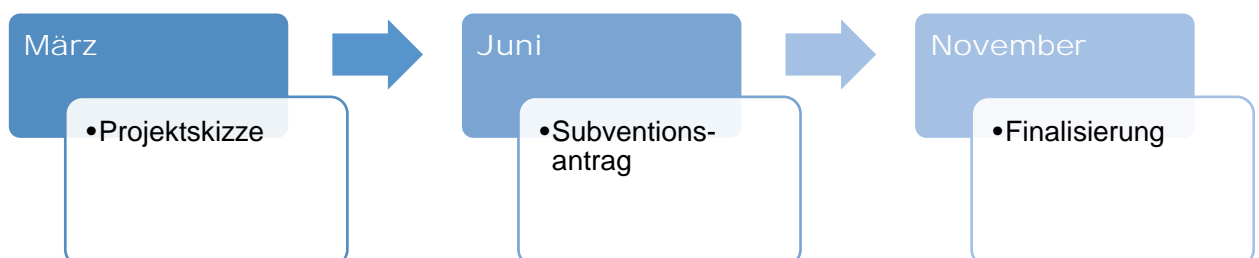 März
•Projektskizze
Juni
•Subventions-
antrag
November
•Finalisierung